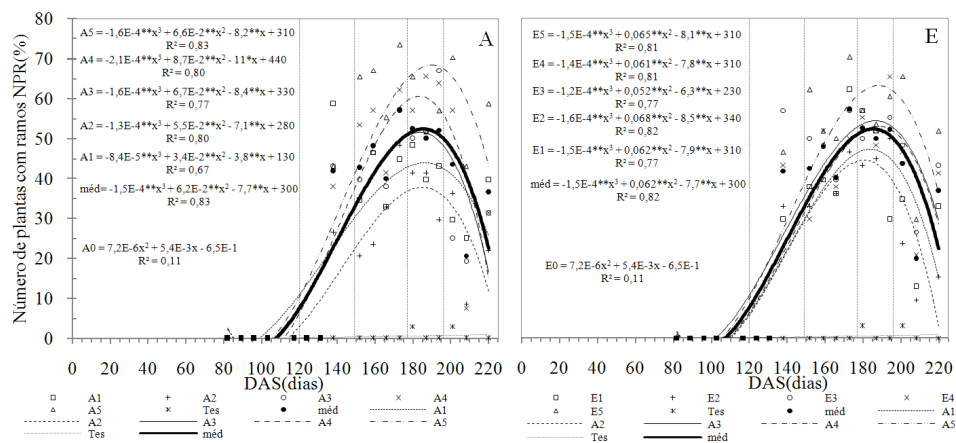 Número de plantas com ramos NPR(%)
80
70
60
50
40
30
20
10
0
A
A5 = -1,6E-4**x³ + 6,6E-2**x² - 8,2**x + 310
R² = 0,83
A4 = -2,1E-4**x³ + 8,7E-2**x² - 11*x + 440
R² = 0,80
A3 = -1,6E-4**x³ + 6,7E-2**x² - 8,4**x + 330
R² = 0,77
A2 = -1,3E-4**x³ + 5,5E-2**x² - 7,1**x + 280
R² = 0,80
A1 = -8,4E-5**x³ + 3,4E-2**x² - 3,8**x + 130
R² = 0,67
méd= -1,5E-4**x³ + 6,2E-2**x² - 7,7**x + 300
R² = 0,83
A0 = 7,2E-6x² + 5,4E-3x - 6,5E-1
R² = 0,11
0 20 40 60 80 100 120 140 160 180 200 220
DAS(dias)
A1 A2 A3 A4
A5 Tes méd A1
A2 A3 A4 A5
Tes méd
E
E5 = -1,5E-4**x³ + 0,065**x² - 8,1**x + 310
R² = 0,81
E4 = -1,4E-4**x³ + 0,061**x² - 7,8**x + 310
R² = 0,81
E3 = -1,2E-4**x³ + 0,052**x² - 6,3**x + 230
R² = 0,77
E2 = -1,6E-4**x³ + 0,068**x² - 8,5**x + 340
R² = 0,82
E1 = -1,5E-4**x³ + 0,062**x² - 7,9**x + 310
R² = 0,77
méd= -1,5E-4**x³ + 0,062**x² - 7,7**x + 300
R² = 0,82
E0 = 7,2E-6x² + 5,4E-3x - 6,5E-1
R² = 0,11
0 20 40 60 80 100 120 140 160 180 200 220
DAS(dias)
E1 E2 E3 E4
E5 Tes méd A1
A2 A3 A4 A5
Tes méd